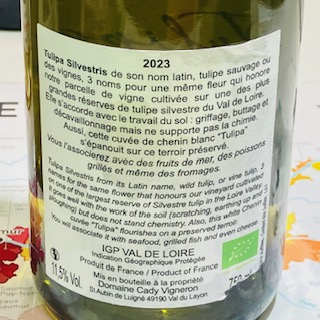 2023
Tulipa Silvestris de son nom latin, tulipe sauvage ou
des vignes, 3 noms pour une même fleur qui honore
notre parcelle de vigne cultivée sur une des plus
grandes réserves de tulipe silvestre du Val de Loire.
Elle s'accorde avec le travail du sol : griffage, buttage et
décavaillonnage mais ne supporte pas la chimie.
Aussi, cette cuvée de chenin blanc "Tulipa"
s'épanouit sur ce terroir préservé.
Vous l'associerez avec des fruits de mer, des poissons
grillés et même des fromages.
Tulipa Silvestris from its Latin name, wild tulip, or vine tulip, 3
names for the same flower that honours our vineyard cultivated
in one of the largest reserve of Silvestre tulip in the Loire Valley.
It goes well with the work of the soil (scratching, earthing up and
ploughing) but does not stand chemistry. Also, this white Chenin
cuvée "Tulipa" flourishes on a preserved terroir.
You will associate it with seafood, grilled fish and even cheese
IGP VAL DE LOIRE
Indication Géographique Protégée
Produit de France / Product of France
11,5% Vol.
Mis en bouteille à la propriété
Domaine Cady Vigneron
St Aubin de Luigné 49190 Val du Layon
750